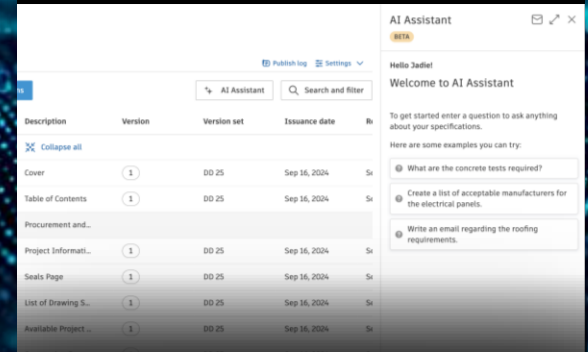 AI Assistant
BETA
Hello Jadie!
Welcome to AI Assistant
To get started enter a question to ask anything
about your specifications.
Here are some examples you can try:
What are the concrete tests required?
Create a list of acceptable manufacturers for
the electrical panels.
Write an email regarding the roofing
requirements.
Publish log Settings
AI Assistant Search and filter
Description Version Version set Issuance date
Collapse all
Cover 1 DD 25 Sep 16, 2024
Table of Contents 1 DD 25 Sep 16, 2024
Procurement and...
Project Informati... 1 DD 25 Sep 16, 2024
Seals Page 1 DD 25 Sep 16, 2024
List of Drawing S... 1 DD 25 Sep 16, 2024
Available Project ... 1 DD 25 Sep 16, 2024